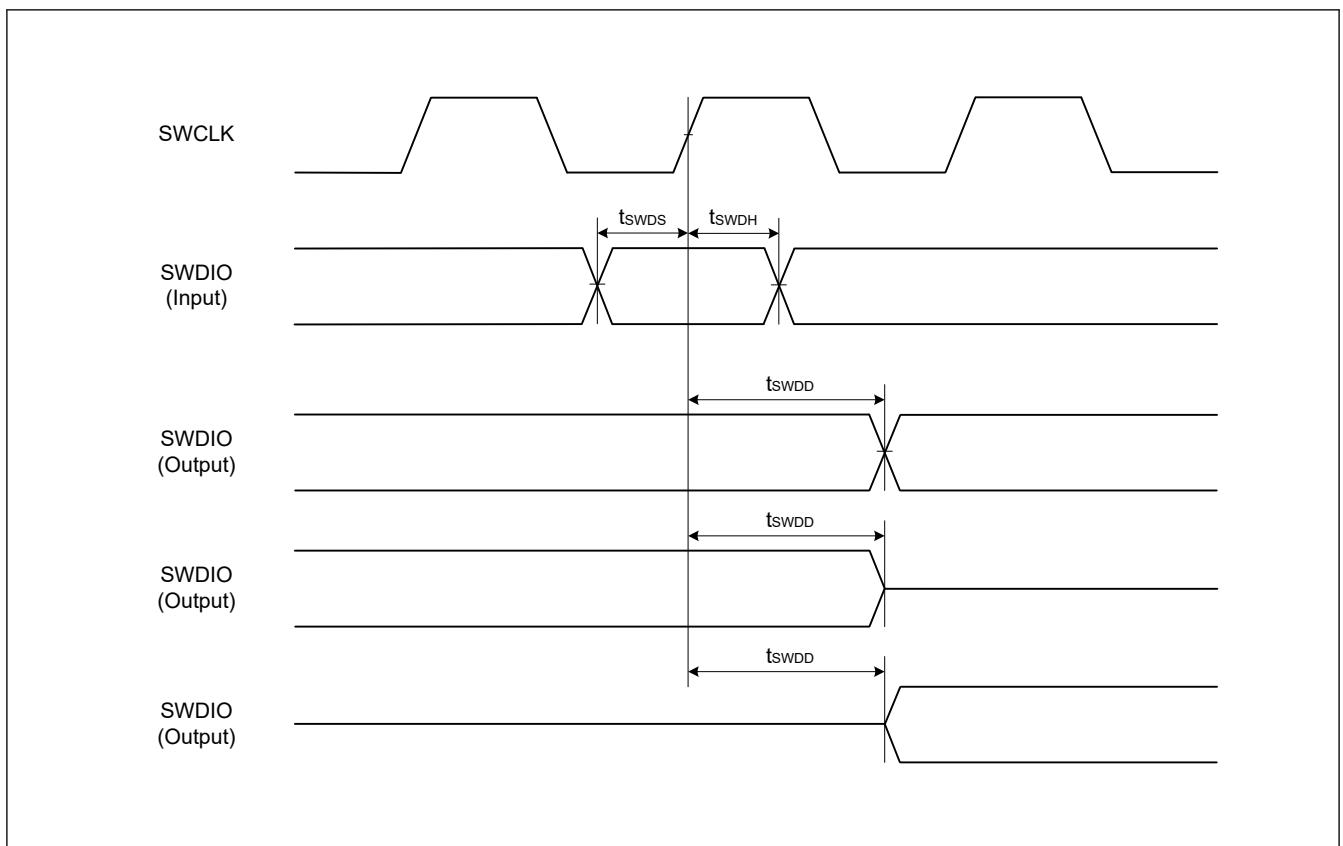 SWCLK
tSWDS
tSWDH
SWDIO
(Input)
tSWDD
SWDIO
(Output)
tSWDD
SWDIO
(Output)
tSWDD
SWDIO
(Output)